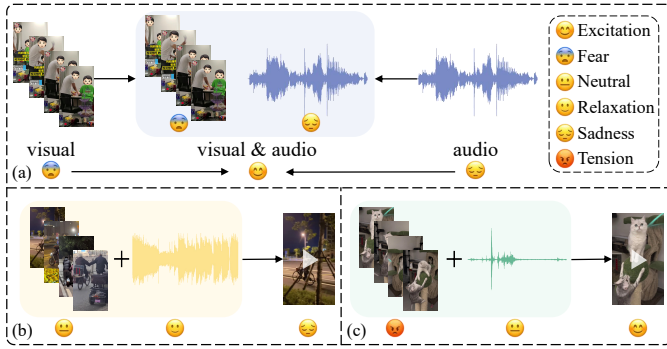 Excitation
Fear
Neutral
Relaxation
Sadness
Tension
visual
visual & audio
audio
(a)
(b)
(c)